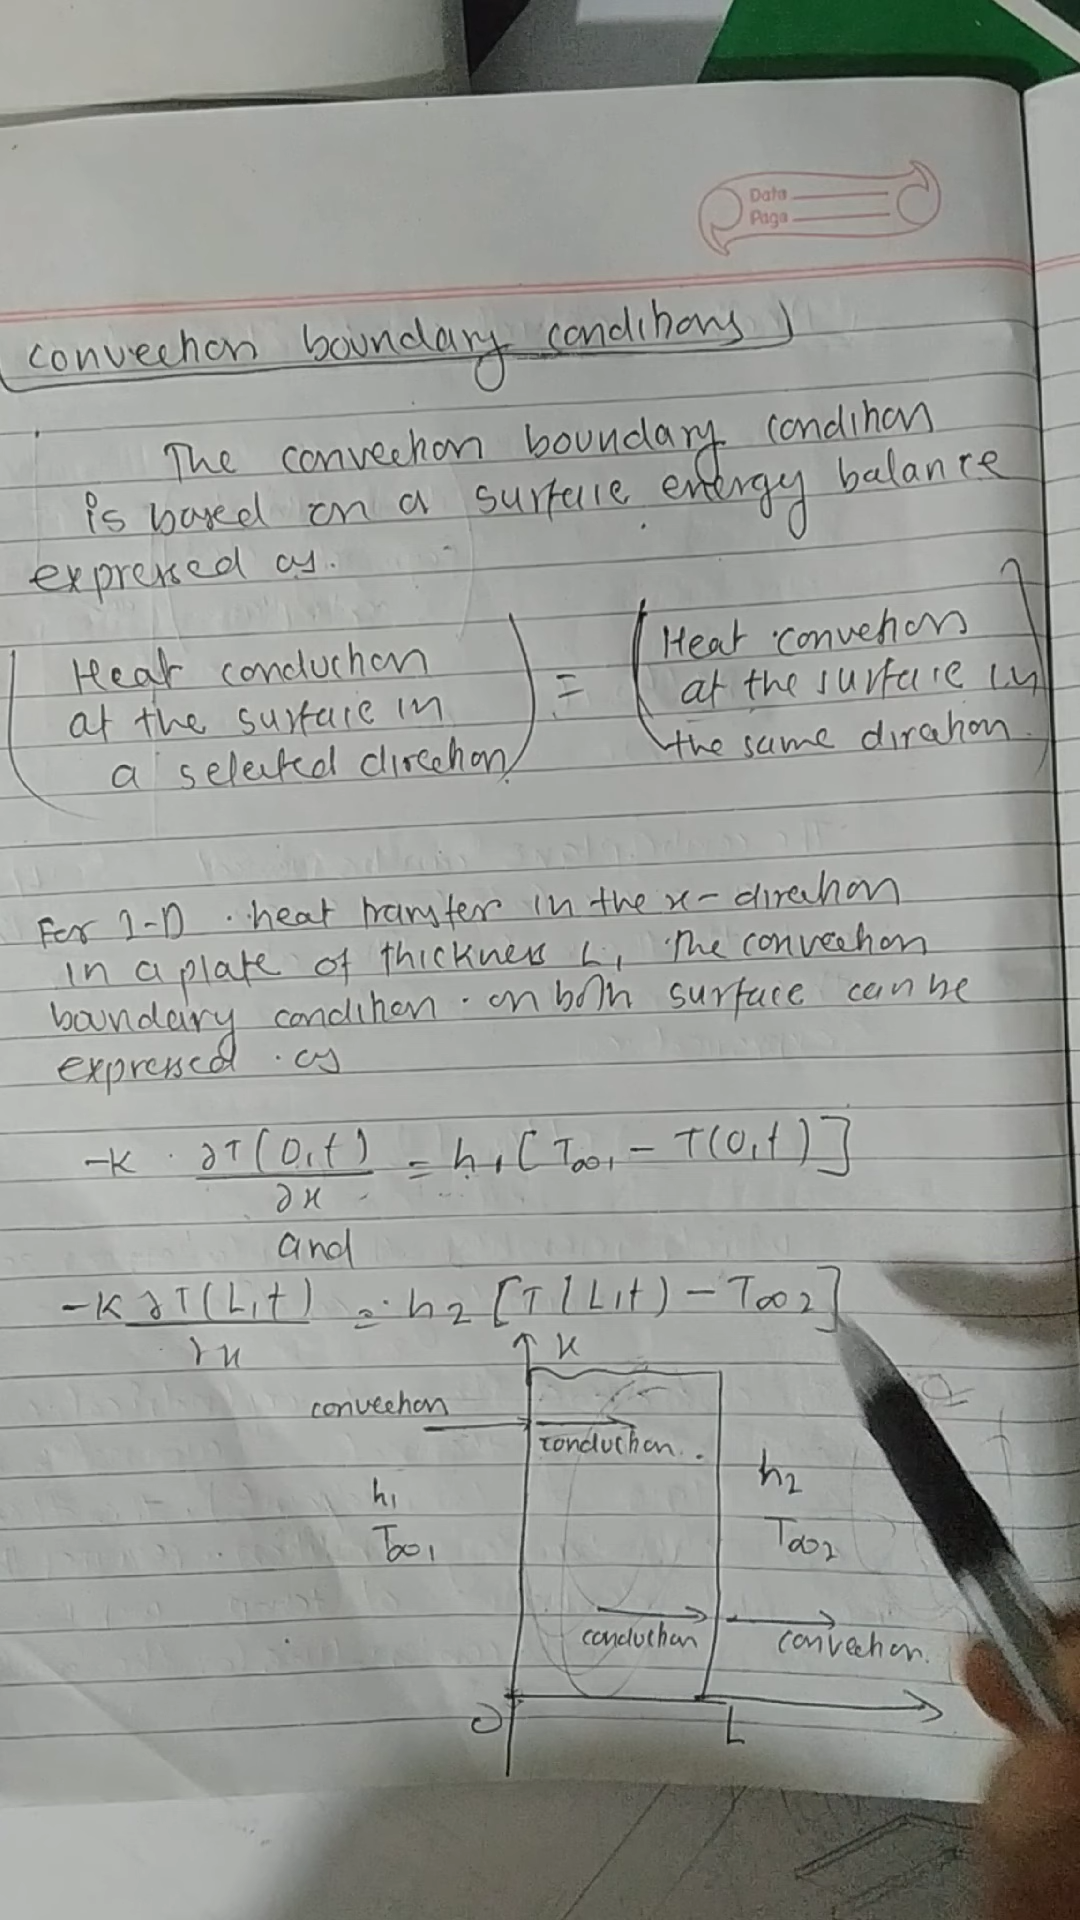 Data
Page
Convection boundary conditions
The convection boundary condition
is based on a surface energy balance
expressed as.
(Heat conduction at the surface in a selected direction) = (Heat convection at the surface in the same direction)
For 1-D heat transfer in the x-direction
in a plate of thickness L, The convection
boundary condition on both surface can be
expressed as
-K ∂T(0,t)/∂x = h1[T∞1 - T(0,t)]
and
-K ∂T(L,t)/∂x = h2[T(L,t) - T∞2]
x
convection
conduction
h1
h2
T∞1
T∞2
conduction
convection.
0
L